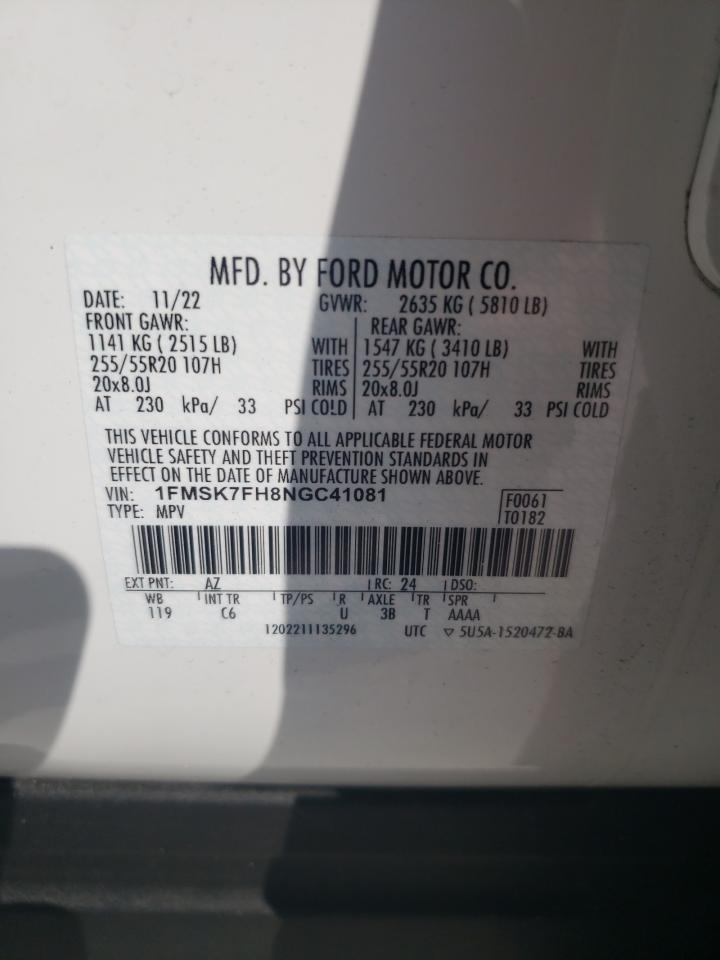 MFD. BY FORD MOTOR CO.
DATE: 11/22 GVWR: 2635 KG ( 5810 LB)
FRONT GAWR: REAR GAWR:
1141 KG ( 2515 LB) WITH 1547 KG ( 3410 LB) WITH
255/55R20 107H TIRES 255/55R20 107H TIRES
20x8.0J RIMS 20x8.0J RIMS
AT 230 kPa/ 33 PSI COLD AT 230 kPa/ 33 PSI COLD
THIS VEHICLE CONFORMS TO ALL APPLICABLE FEDERAL MOTOR
VEHICLE SAFETY AND THEFT PREVENTION STANDARDS IN
EFFECT ON THE DATE OF MANUFACTURE SHOWN ABOVE.
VIN: 1FMSK7FH8NGC41081 F0061
TYPE: MPV T0182
EXT PNT: AZ RC: 24 DSO:
WB INT TR TP/PS R AXLE TR SPR
119 C6 U 3B T AAAA
1202211135296 UTC ▽ 5U5A-1520472-BA